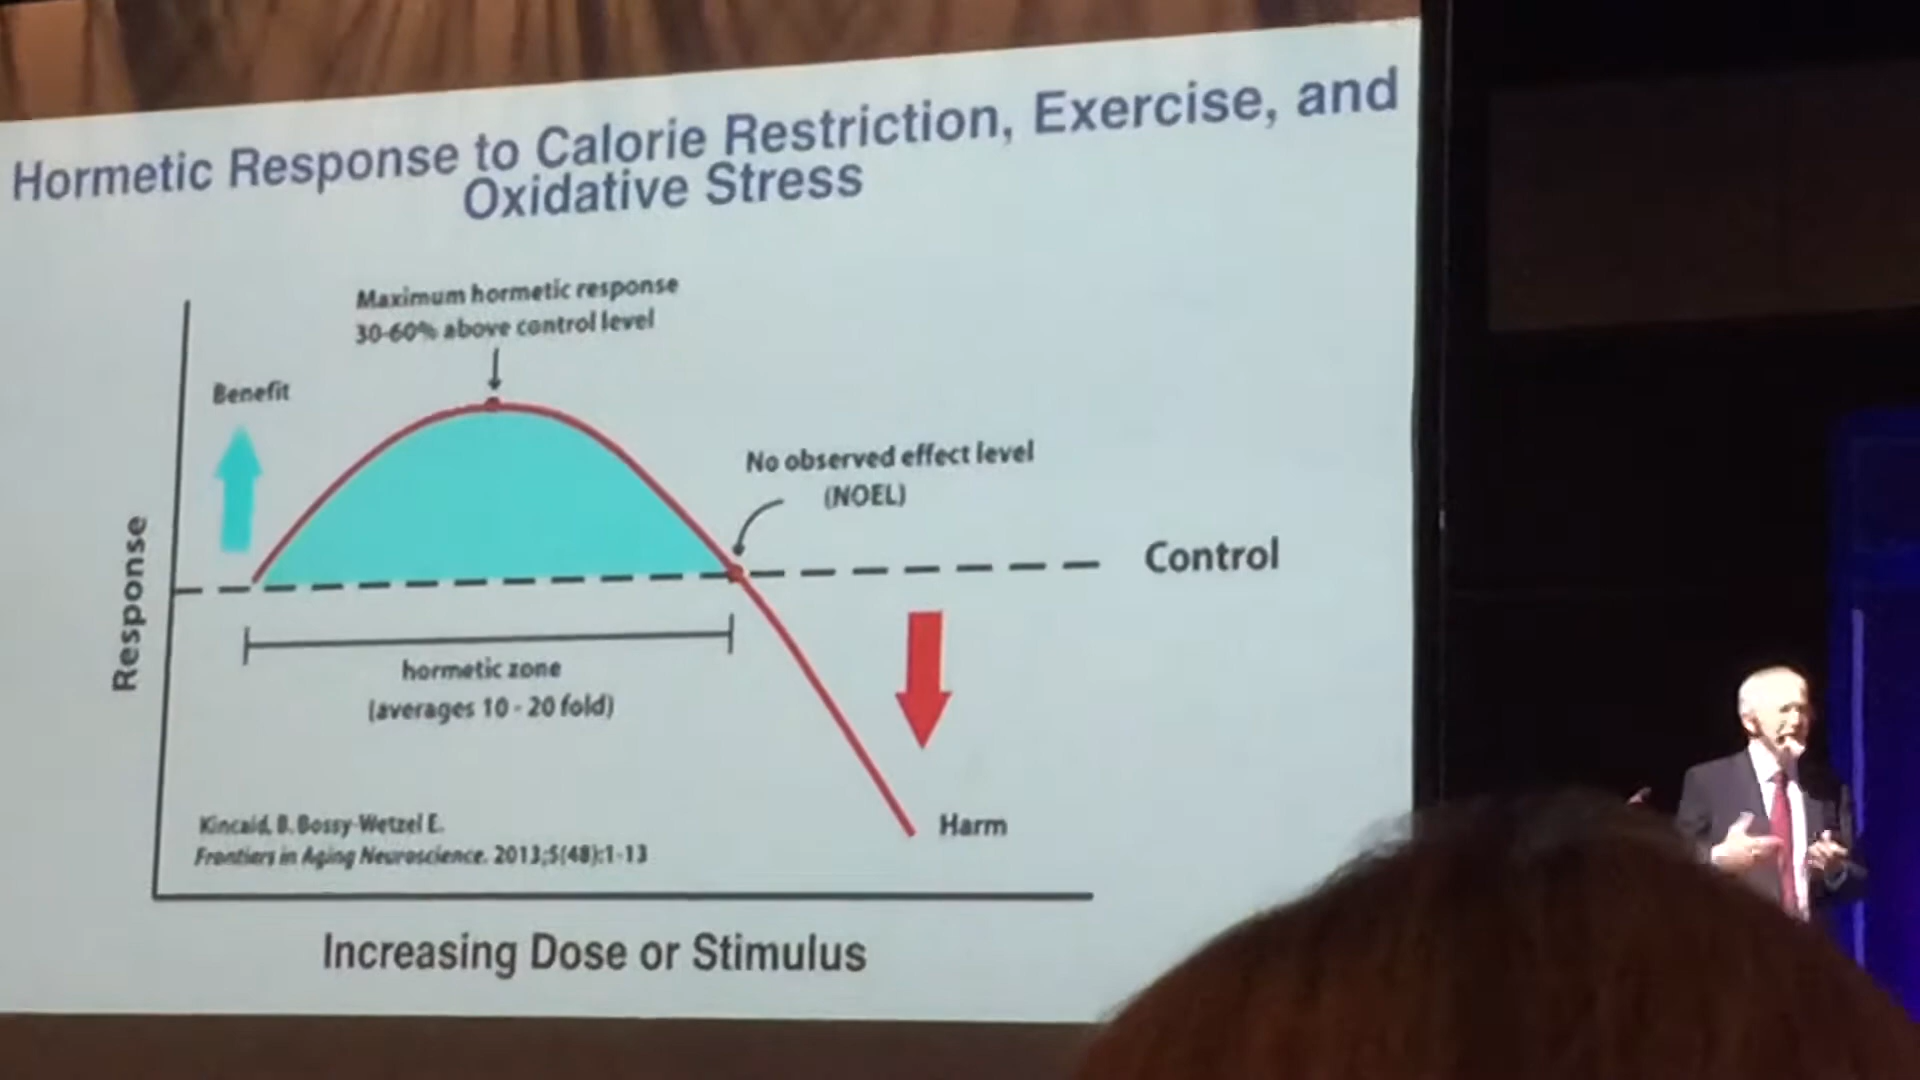 Hormetic Response to Calorie Restriction, Exercise, and
Oxidative Stress
Maximum hormetic response
30-60% above control level
Benefit
No observed effect level
(NOEL)
Control
Response
hormetic zone
(averages 10 - 20 fold)
Harm
Kincaid, B. Bossy-Wetzel E.
Frontiers in Aging Neuroscience. 2013;5(48):1-13
Increasing Dose or Stimulus